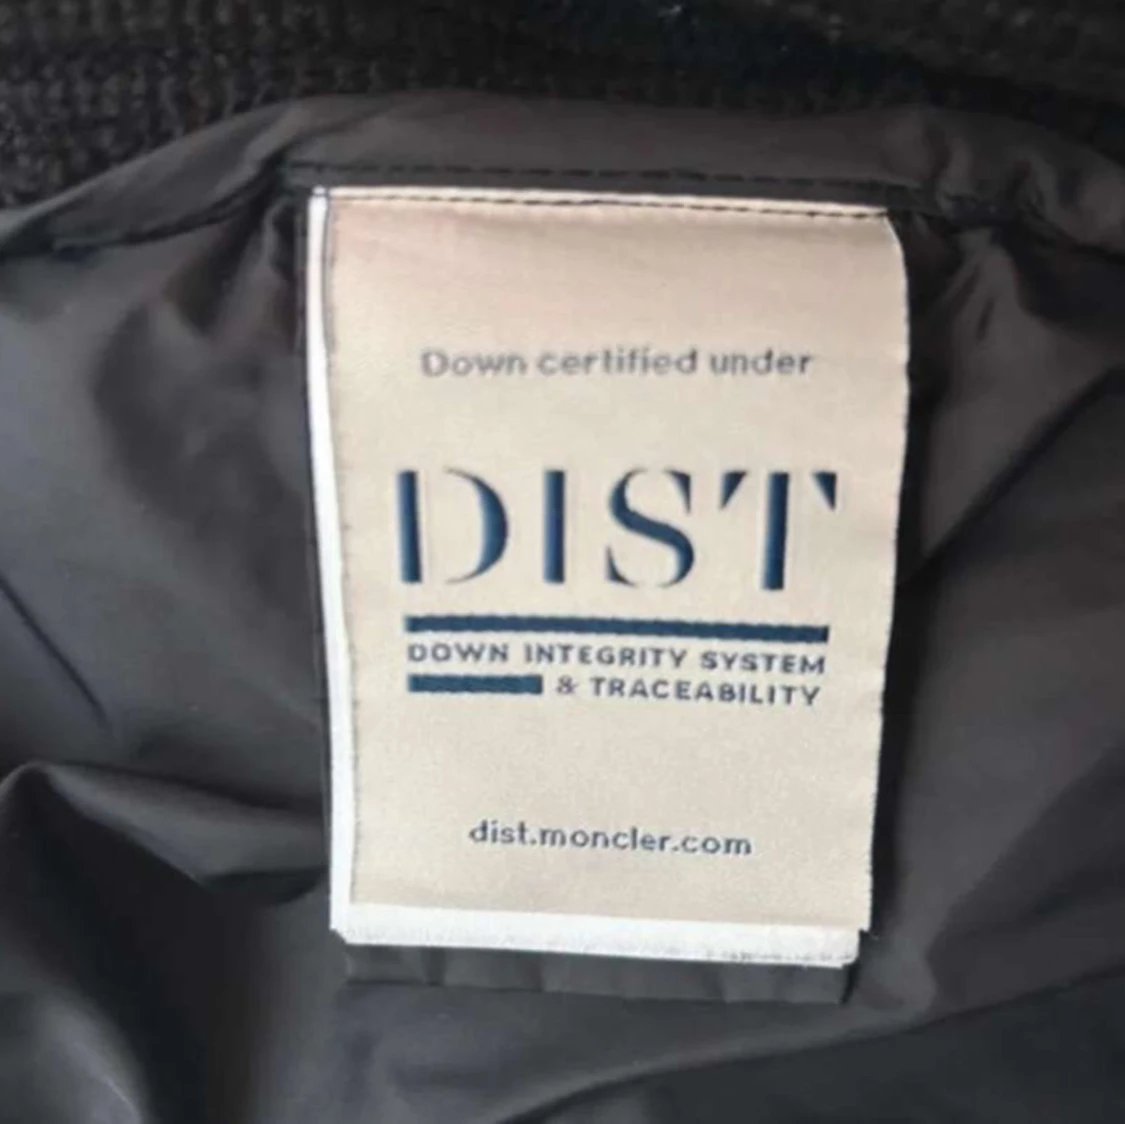 Down certified under
DIST
DOWN INTEGRITY SYSTEM
& TRACEABILITY
dist.moncler.com